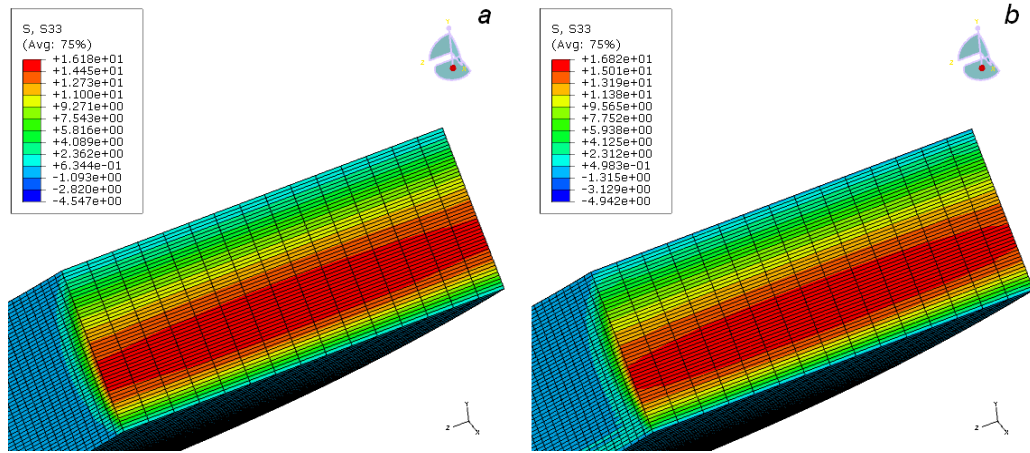 a
S, S33
(Avg: 75%)
+1.618e+01
+1.445e+01
+1.273e+01
+1.100e+01
+9.271e+00
+7.543e+00
+5.816e+00
+4.089e+00
+2.362e+00
+6.344e-01
-1.093e+00
-2.820e+00
-4.547e+00
Y
Z
Y
Z
X
b
S, S33
(Avg: 75%)
+1.682e+01
+1.501e+01
+1.319e+01
+1.138e+01
+9.565e+00
+7.752e+00
+5.938e+00
+4.125e+00
+2.312e+00
+4.983e-01
-1.315e+00
-3.129e+00
-4.942e+00
Y
Z
Y
Z
X